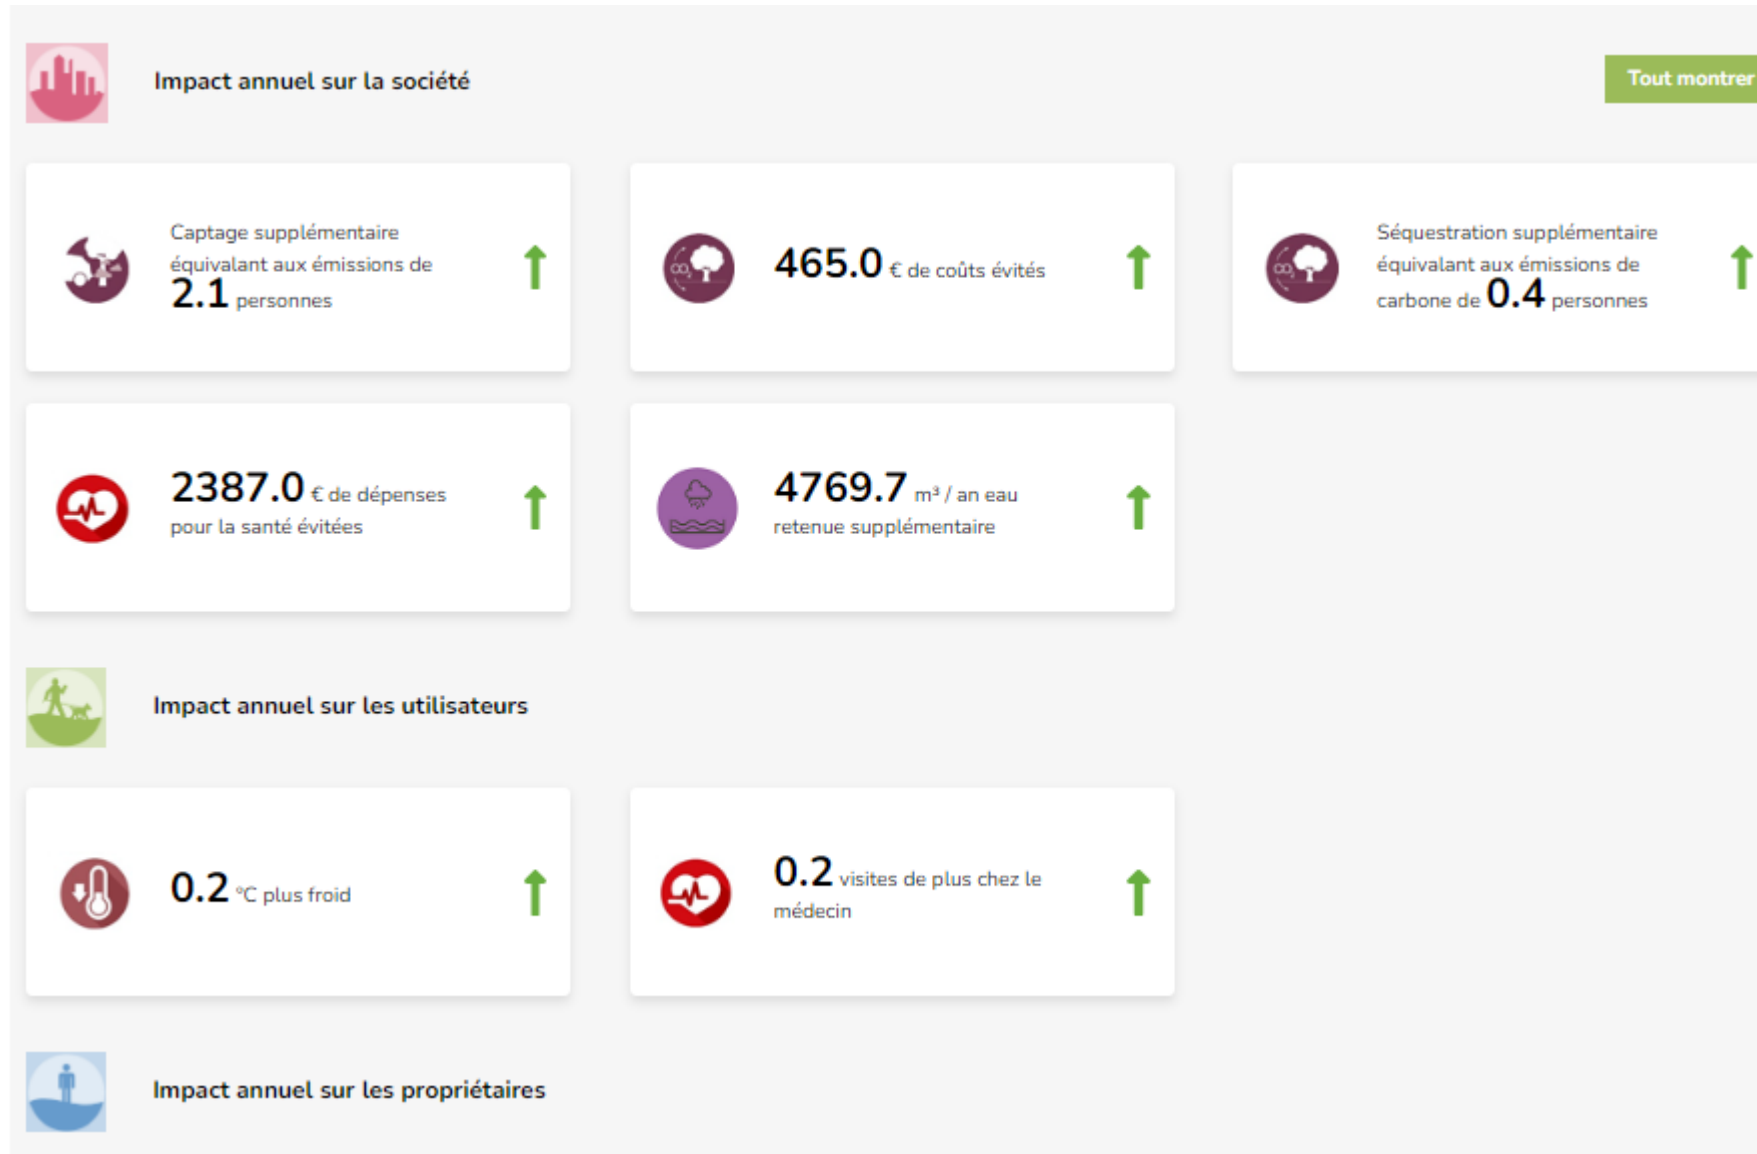 Impact annuel sur la société
Tout montrer
Captage supplémentaire
équivalant aux émissions de
2.1 personnes
465.0 € de coûts évités
Séquestration supplémentaire
équivalant aux émissions de
carbone de 0.4 personnes
2387.0 € de dépenses
pour la santé évitées
4769.7 m³ / an eau
retenue supplémentaire
Impact annuel sur les utilisateurs
0.2 °C plus froid
0.2 visites de plus chez le
médecin
Impact annuel sur les propriétaires